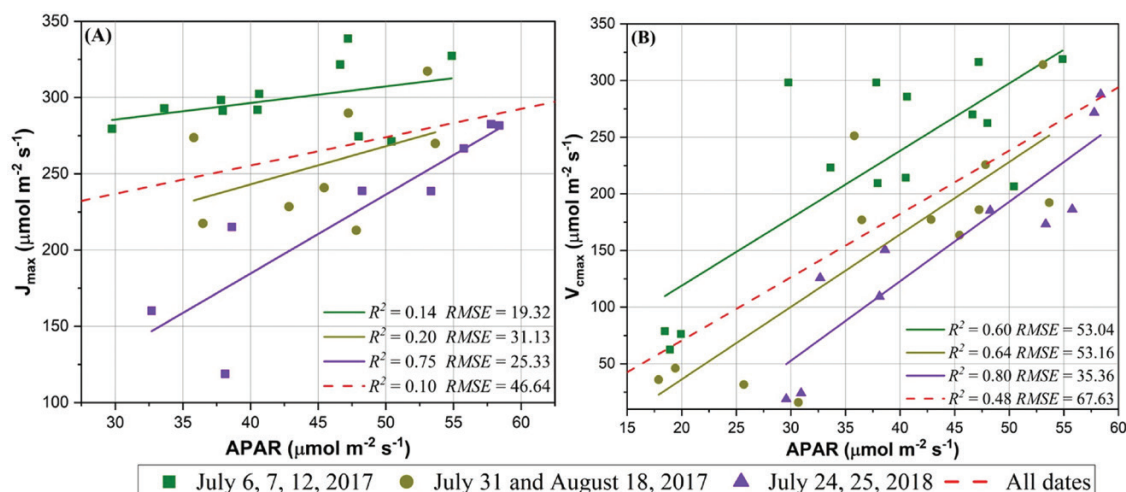 (A)
350
300
250
200
150
100
J_max (μmol m⁻² s⁻¹)
R² = 0.14 RMSE = 19.32
R² = 0.20 RMSE = 31.13
R² = 0.75 RMSE = 25.33
R² = 0.10 RMSE = 46.64
30 35 40 45 50 55 60
APAR (μmol m⁻² s⁻¹)
(B)
350
300
250
200
150
100
50
V_cmax (μmol m⁻² s⁻¹)
R² = 0.60 RMSE = 53.04
R² = 0.64 RMSE = 53.16
R² = 0.80 RMSE = 35.36
R² = 0.48 RMSE = 67.63
15 20 25 30 35 40 45 50 55 60
APAR (μmol m⁻² s⁻¹)
July 6, 7, 12, 2017 July 31 and August 18, 2017 July 24, 25, 2018 All dates